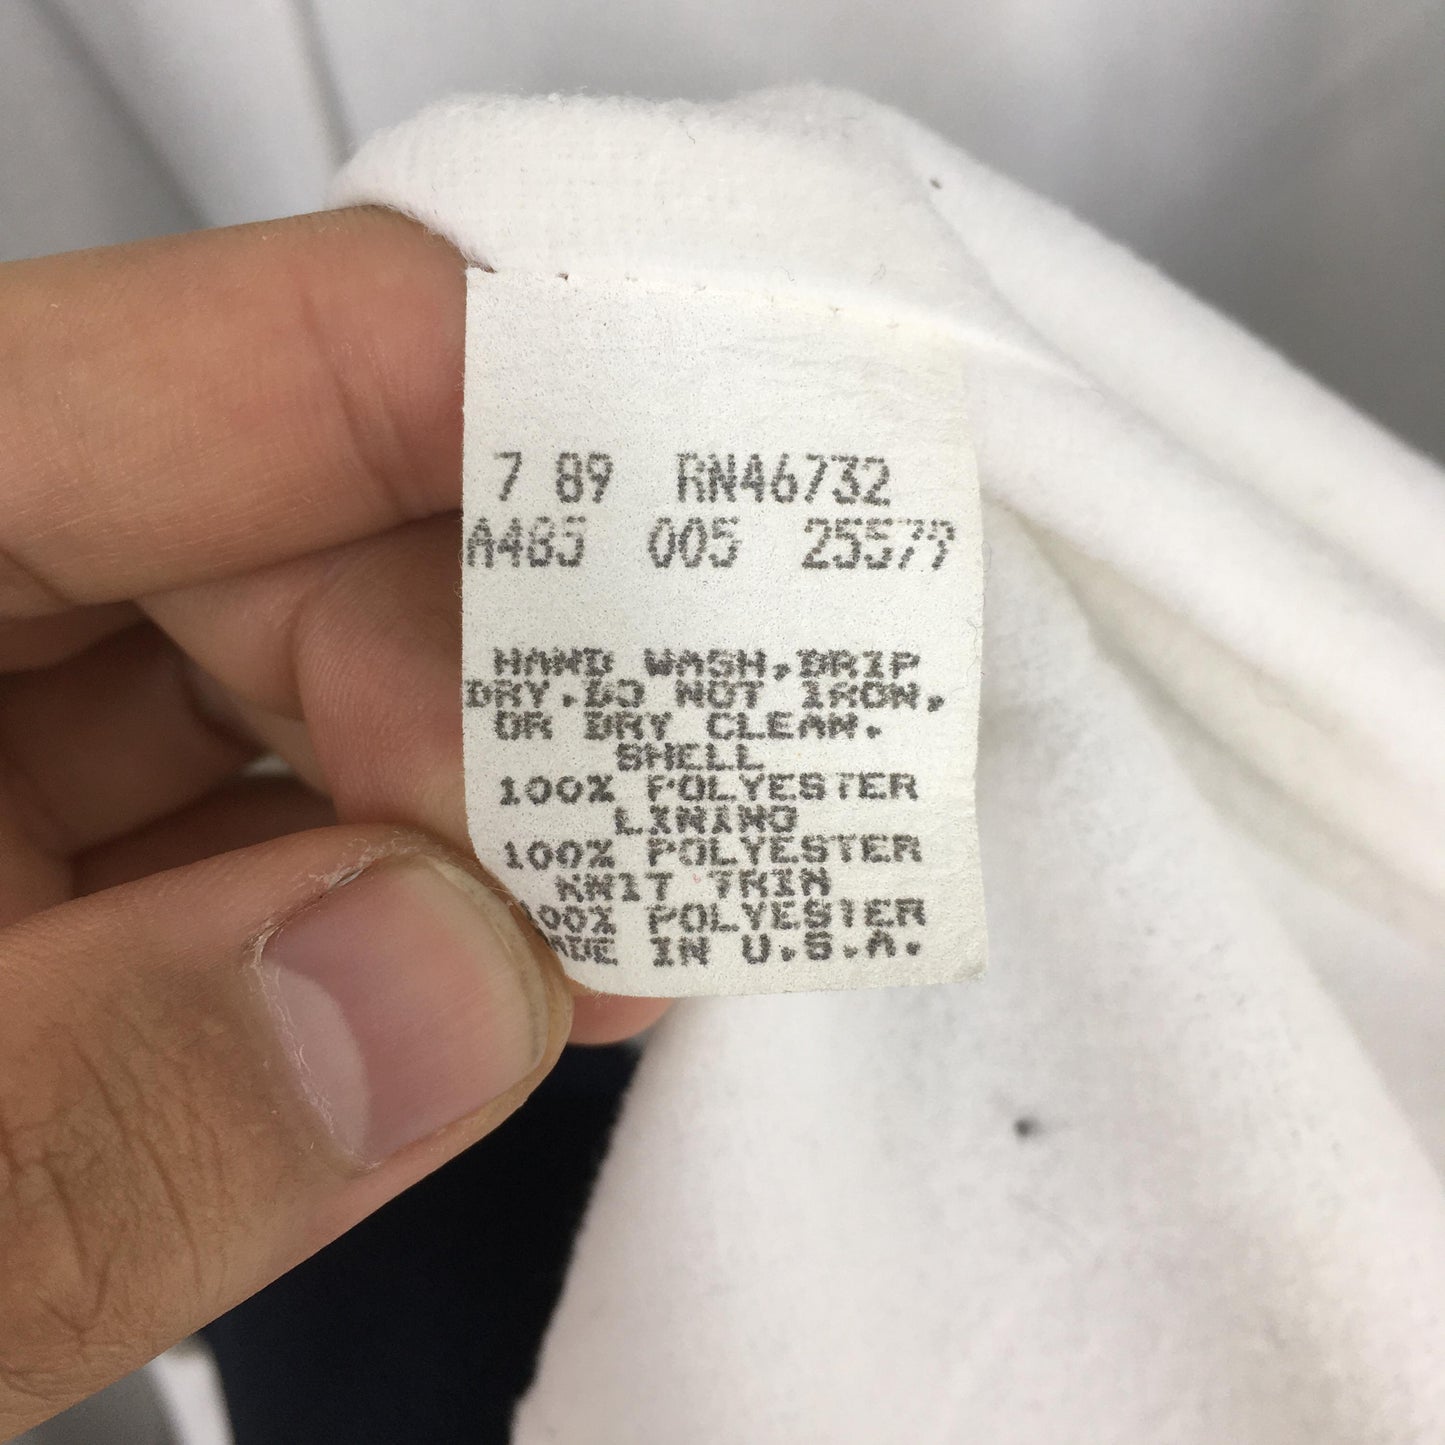 7 89 RN46732
A485 005 25579
HAND WASH,DRIP
DRY.DO NOT IRON,
OR DRY CLEAN.
SHELL
100% POLYESTER
LINING
100% POLYESTER
KNIT TRIM
100% POLYESTER
MADE IN U.S.A.